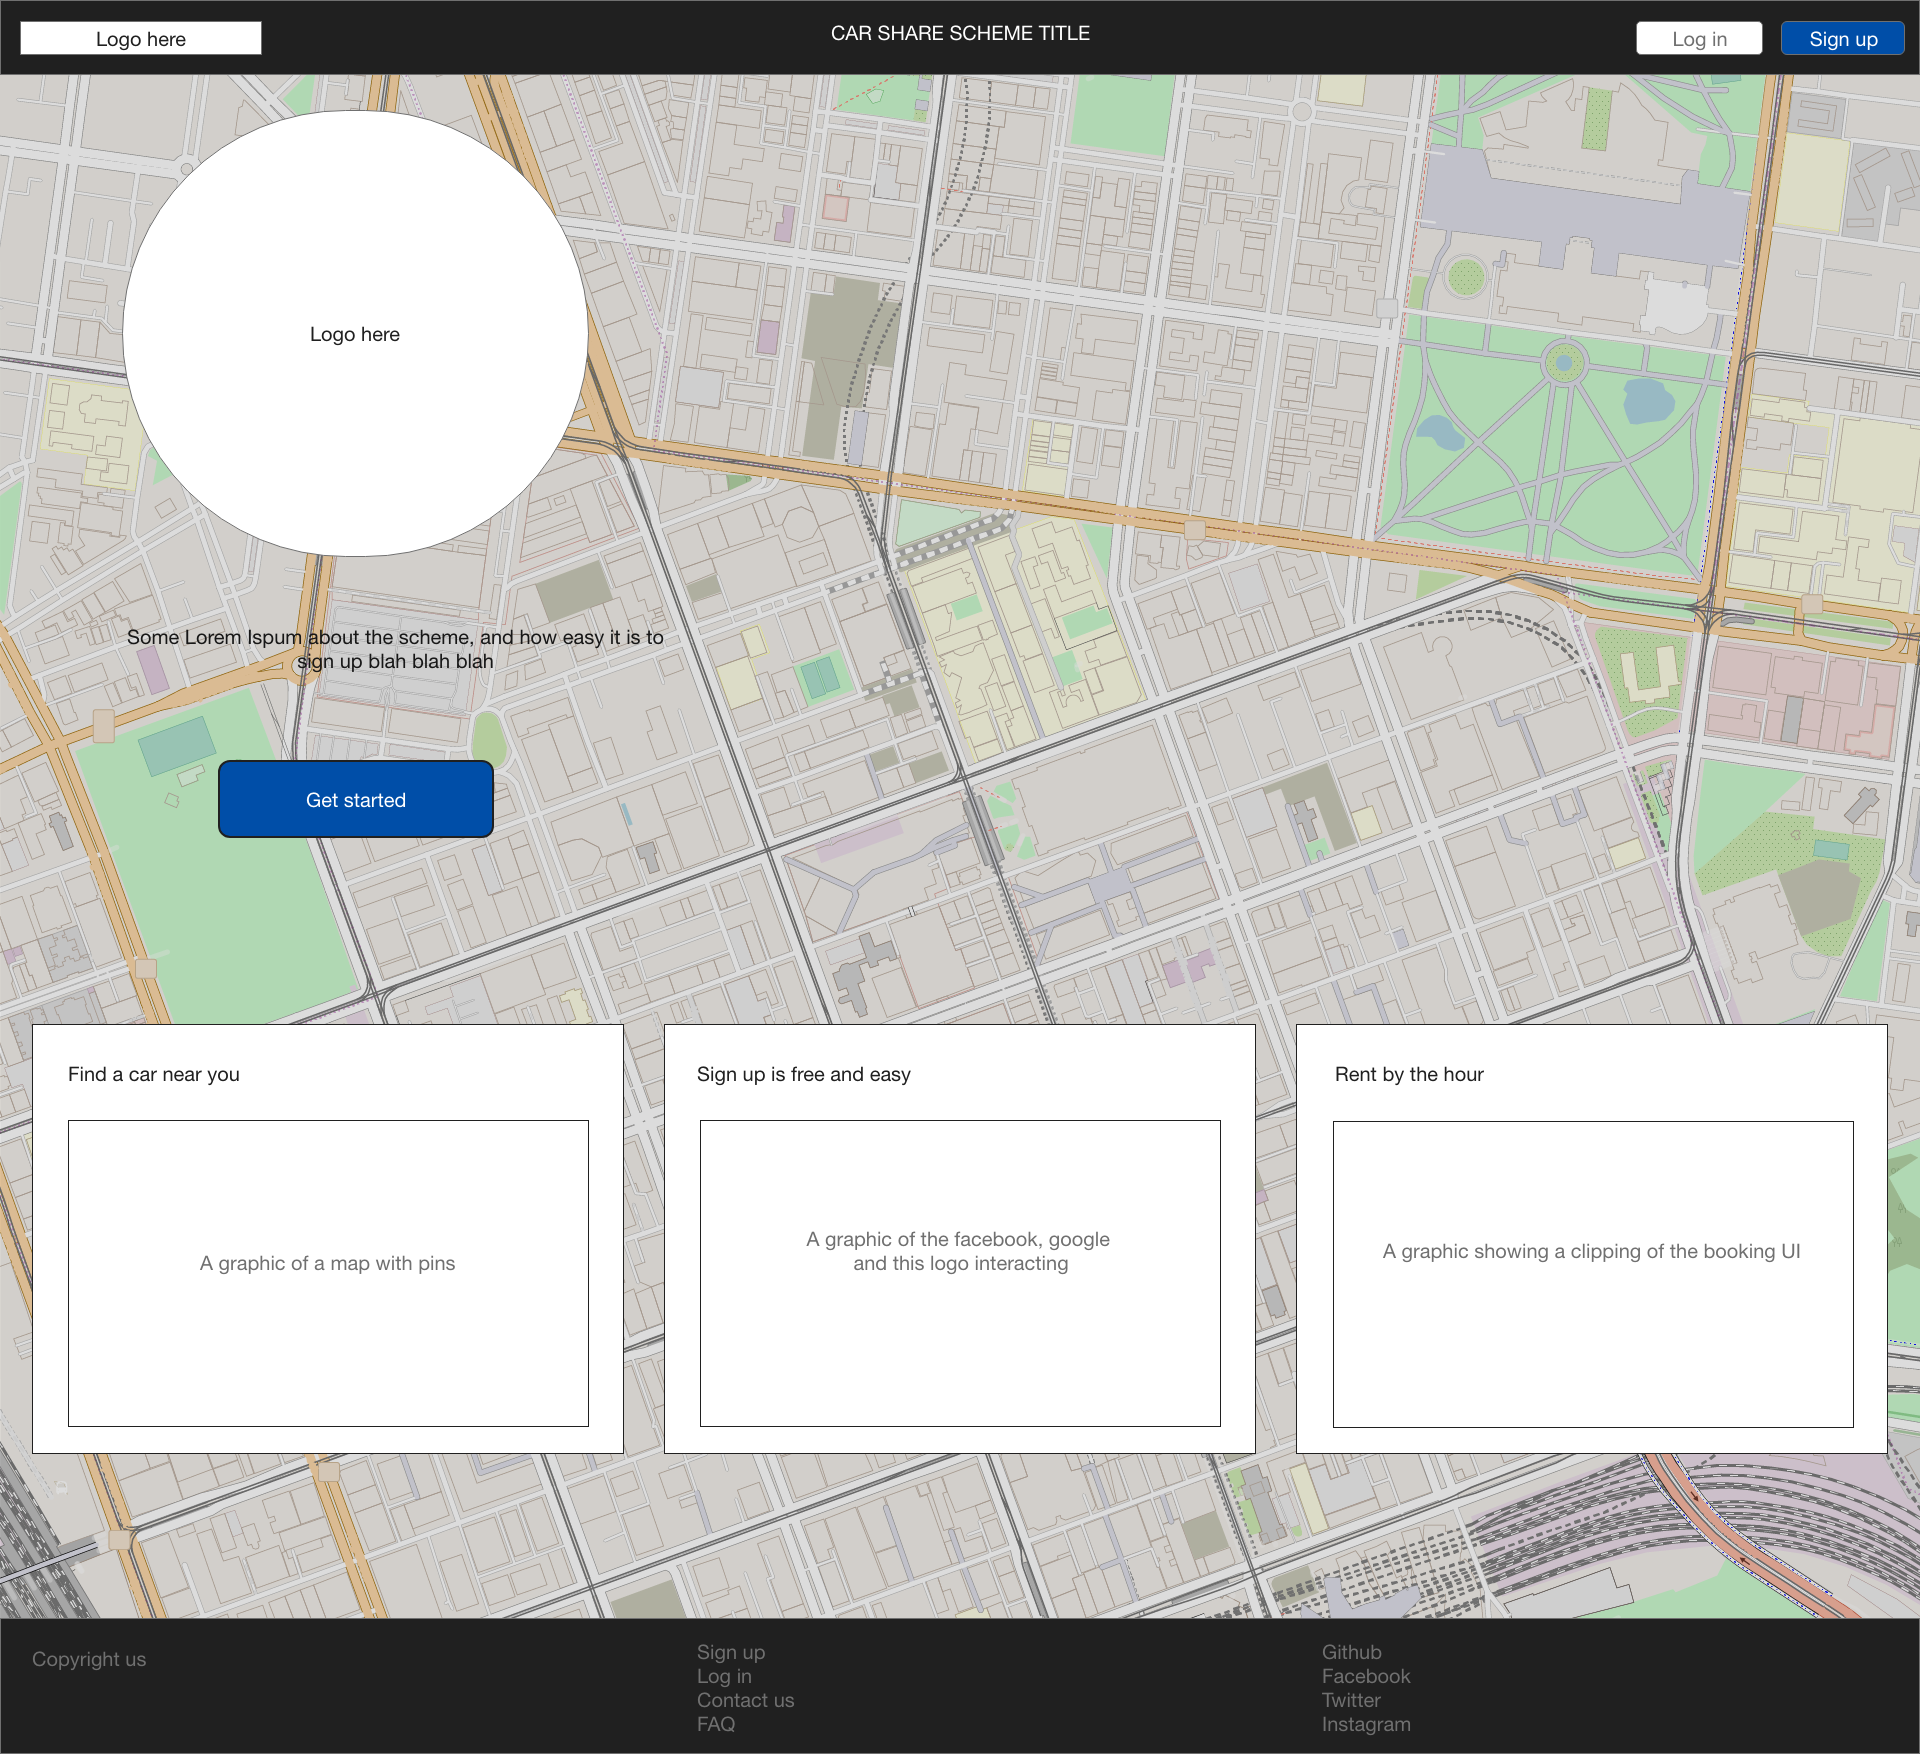 Logo here
CAR SHARE SCHEME TITLE
Log in
Sign up
Logo here
Some Lorem Ispum about the scheme, and how easy it is to
sign up blah blah blah
Get started
Find a car near you
A graphic of a map with pins
Sign up is free and easy
A graphic of the facebook, google
and this logo interacting
Rent by the hour
A graphic showing a clipping of the booking UI
Copyright us
Sign up
Log in
Contact us
FAQ
Github
Facebook
Twitter
Instagram